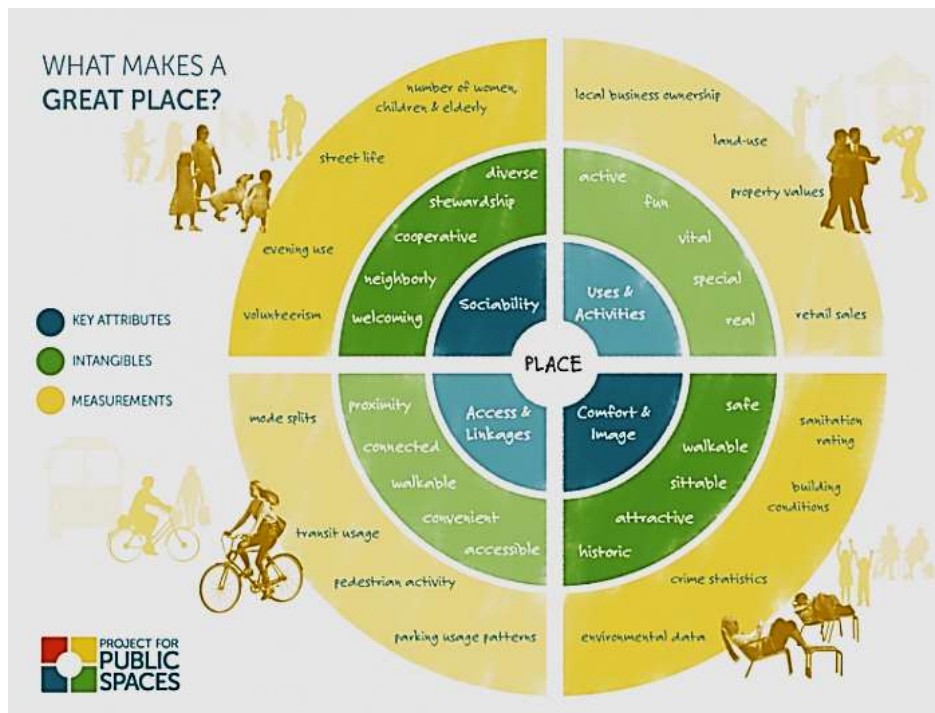 WHAT MAKES A
GREAT PLACE?
number of women,
children & elderly
street life
evening use
volunteerism
diverse
stewardship
cooperative
neighborly
welcoming
Sociability
local business ownership
land-use
property values
retail sales
active
fun
vital
special
real
Uses &
Activities
PLACE
KEY ATTRIBUTES
INTANGIBLES
MEASUREMENTS
mode splits
transit usage
pedestrian activity
parking usage patterns
proximity
connected
walkable
convenient
accessible
Access &
Linkages
Comfort &
Image
safe
walkable
sittable
attractive
historic
sanitation
rating
building
conditions
crime statistics
environmental data
PROJECT FOR
PUBLIC
SPACES